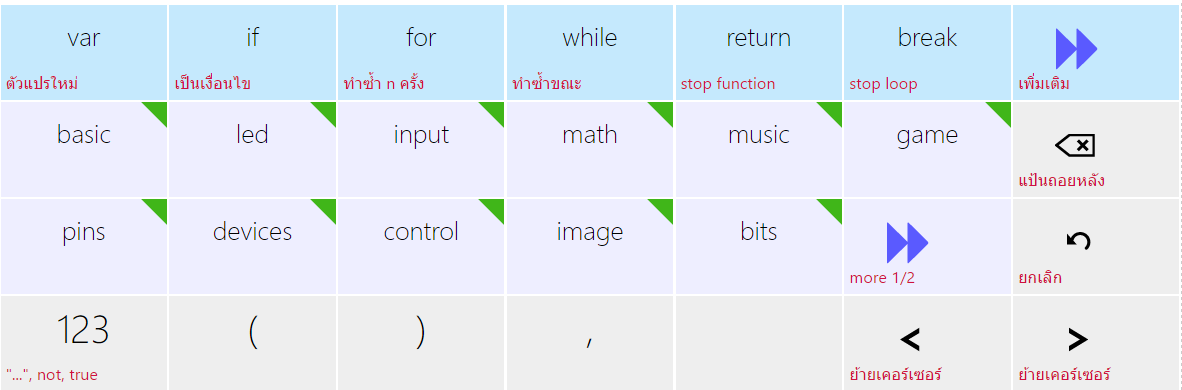 var if for while return break
ตัวแปรใหม่ เป็นเงื่อนไข ทำซ้ำ n ครั้ง ทำซ้ำขณะ stop function stop loop เพิ่มเติม
basic led input math music game
แป้นถอยหลัง
pins devices control image bits
more 1/2 ยกเลิก
123 ( ) , < >
"...", not, true ย้ายเคอร์เซอร์ ย้ายเคอร์เซอร์